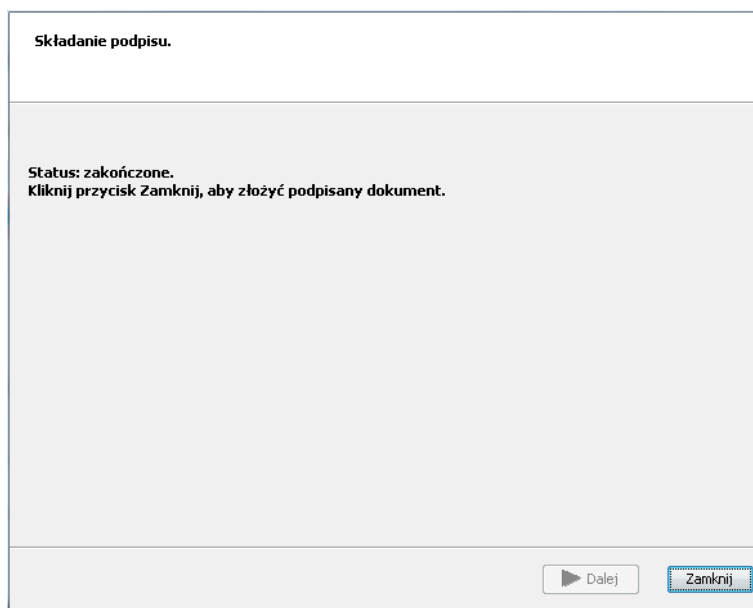 Składanie podpisu.
Status: zakończone.
Kliknij przycisk Zamknij, aby złożyć podpisany dokument.
Dalej
Zamknij